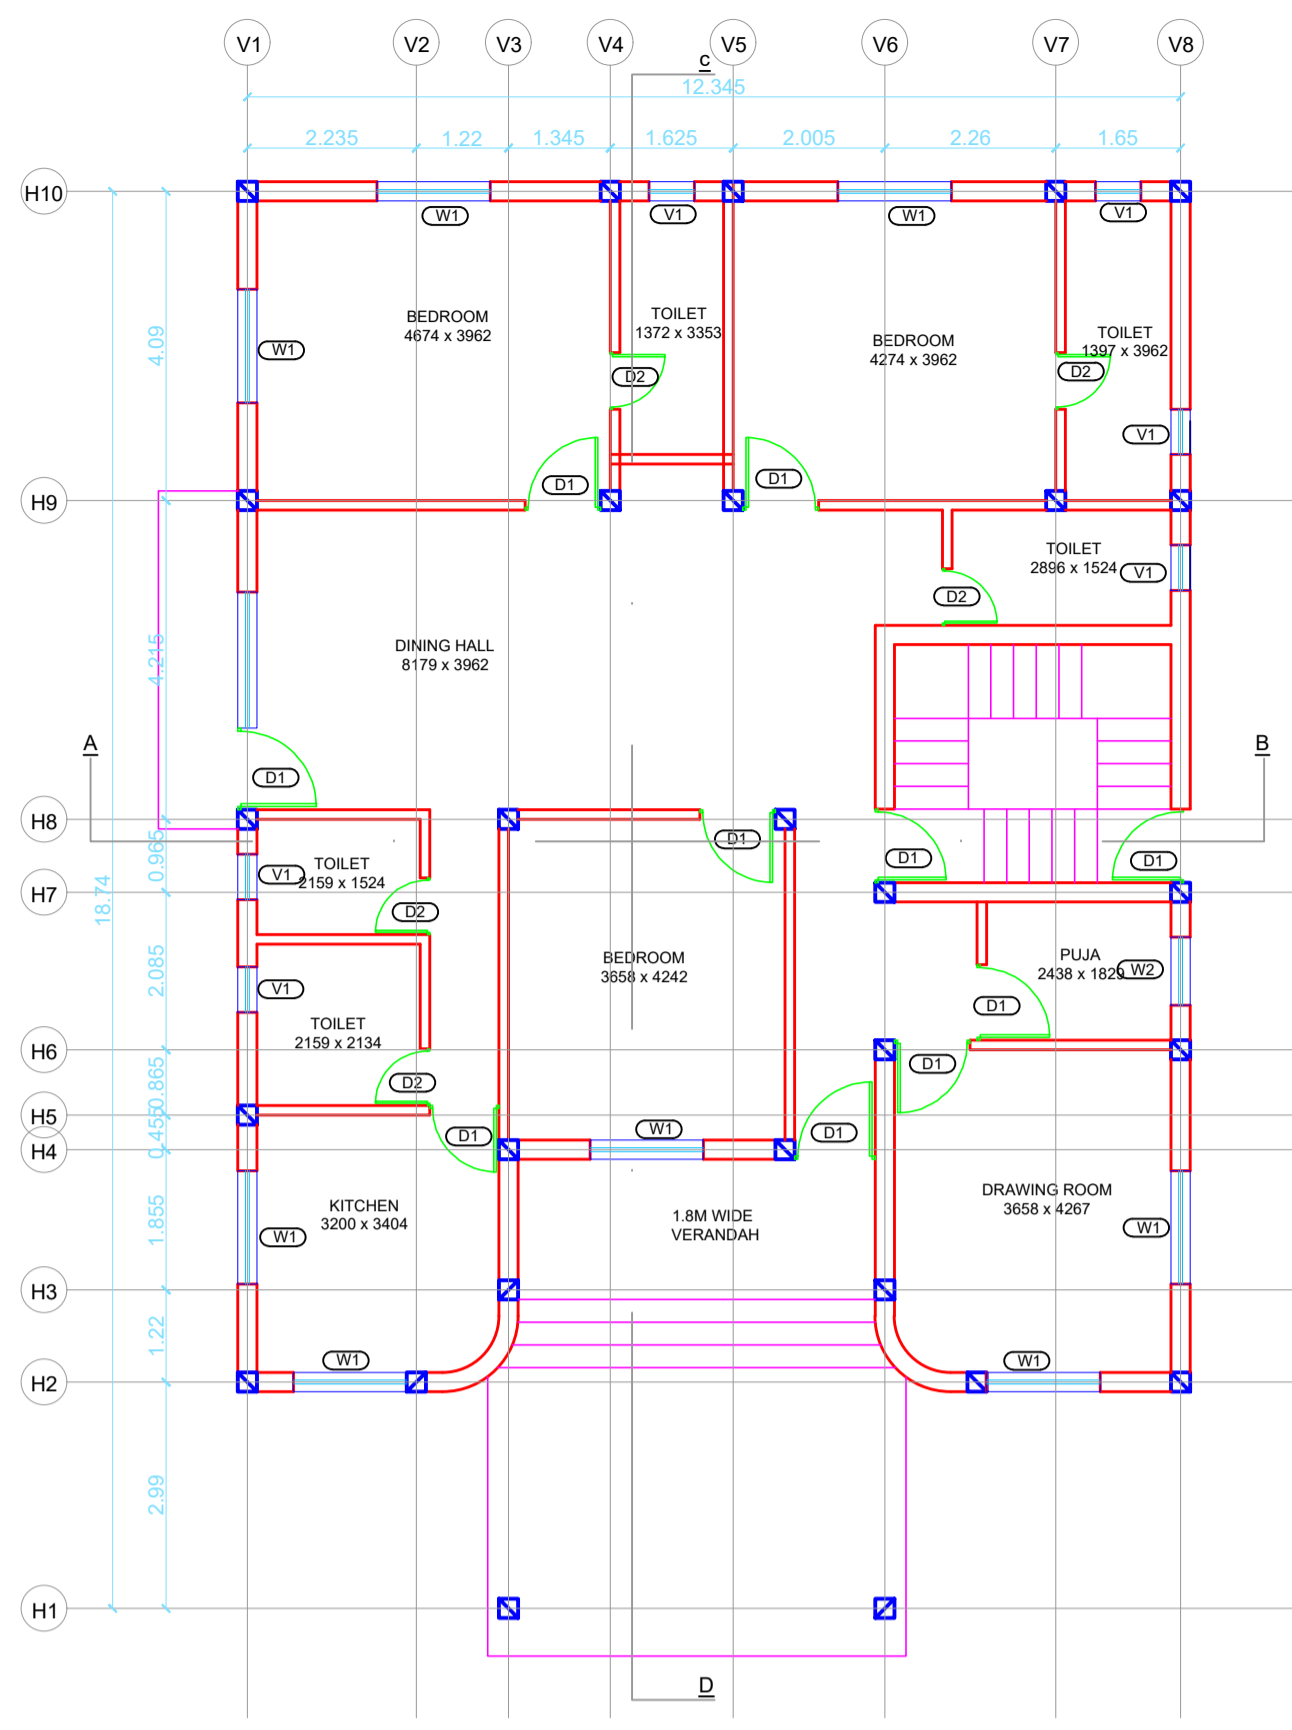 V1 V2 V3 V4 V5 V6 V7 V8
c
12.345
2.235 1.22 1.345 1.625 2.005 2.26 1.65
H10
W1 V1 W1 V1
4.09
BEDROOM
4674 x 3962
TOILET
1372 x 3353
BEDROOM
4274 x 3962
TOILET
1397 x 3962
W1
D2 D2
V1
D1 D1
H9
TOILET
2896 x 1524
V1
D2
4.215
DINING HALL
8179 x 3962
A B
D1
H8
0.965
D1 D1 D1
TOILET
2159 x 1524
V1
H7
18.74
D2
2.085
BEDROOM
3658 x 4242
PUJA
2438 x 1829
W2
V1
D1
TOILET
2159 x 2134
H6
D1
0.865
D2
H5
0.455
D1 W1 D1
H4
1.855
KITCHEN
3200 x 3404
1.8M WIDE
VERANDAH
DRAWING ROOM
3658 x 4267
W1 W1
H3
1.22
W1 W1
H2
2.99
H1
D